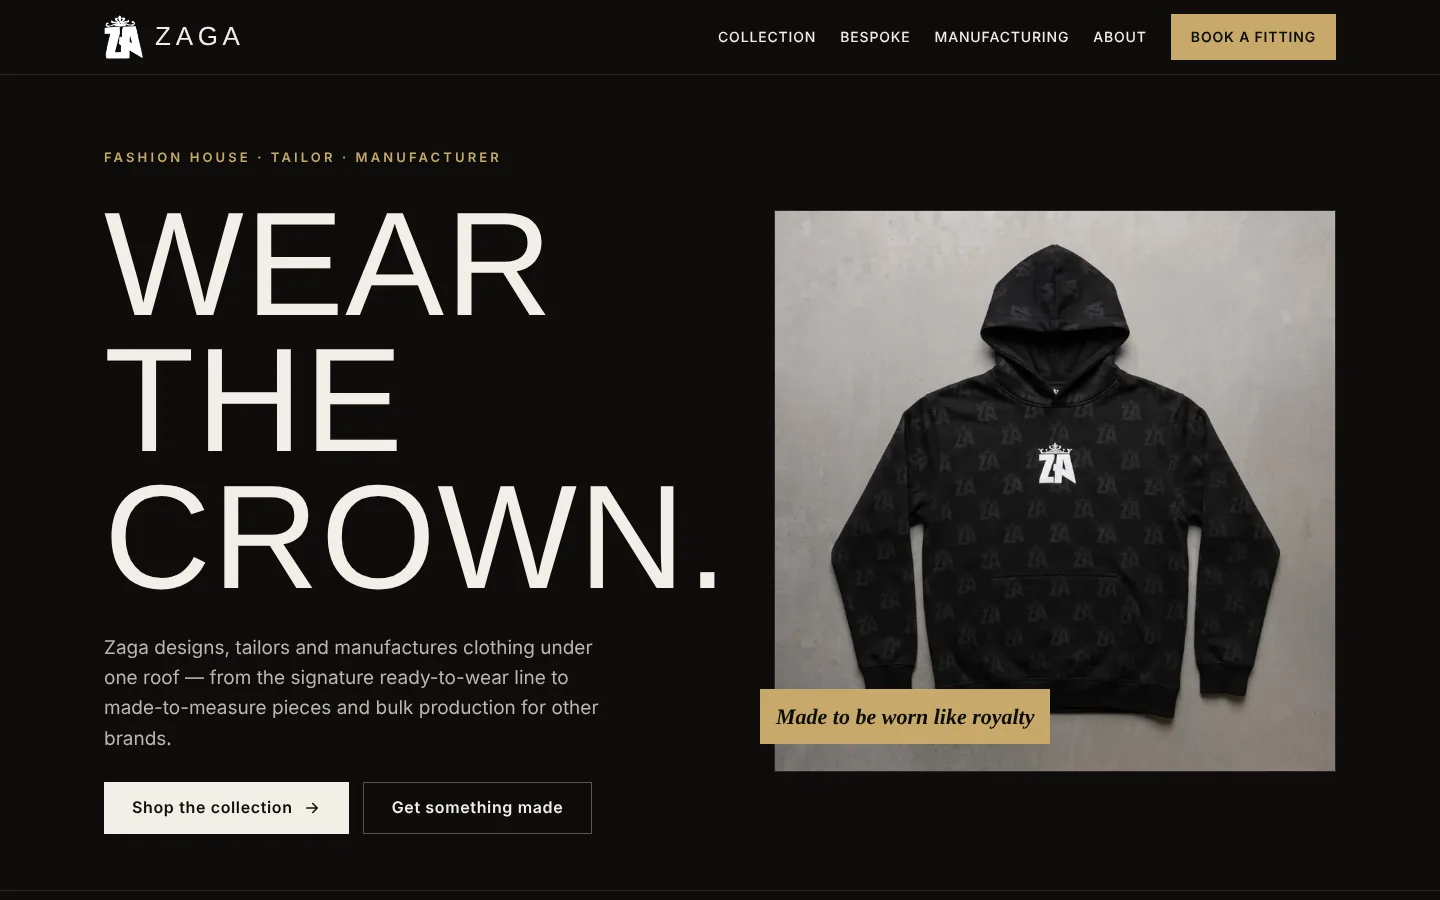 ZA ZAGA
COLLECTION BESPOKE MANUFACTURING ABOUT BOOK A FITTING
FASHION HOUSE · TAILOR · MANUFACTURER
WEAR
THE
CROWN.
ZA
Made to be worn like royalty
Zaga designs, tailors and manufactures clothing under
one roof — from the signature ready-to-wear line to
made-to-measure pieces and bulk production for other
brands.
Shop the collection →
Get something made